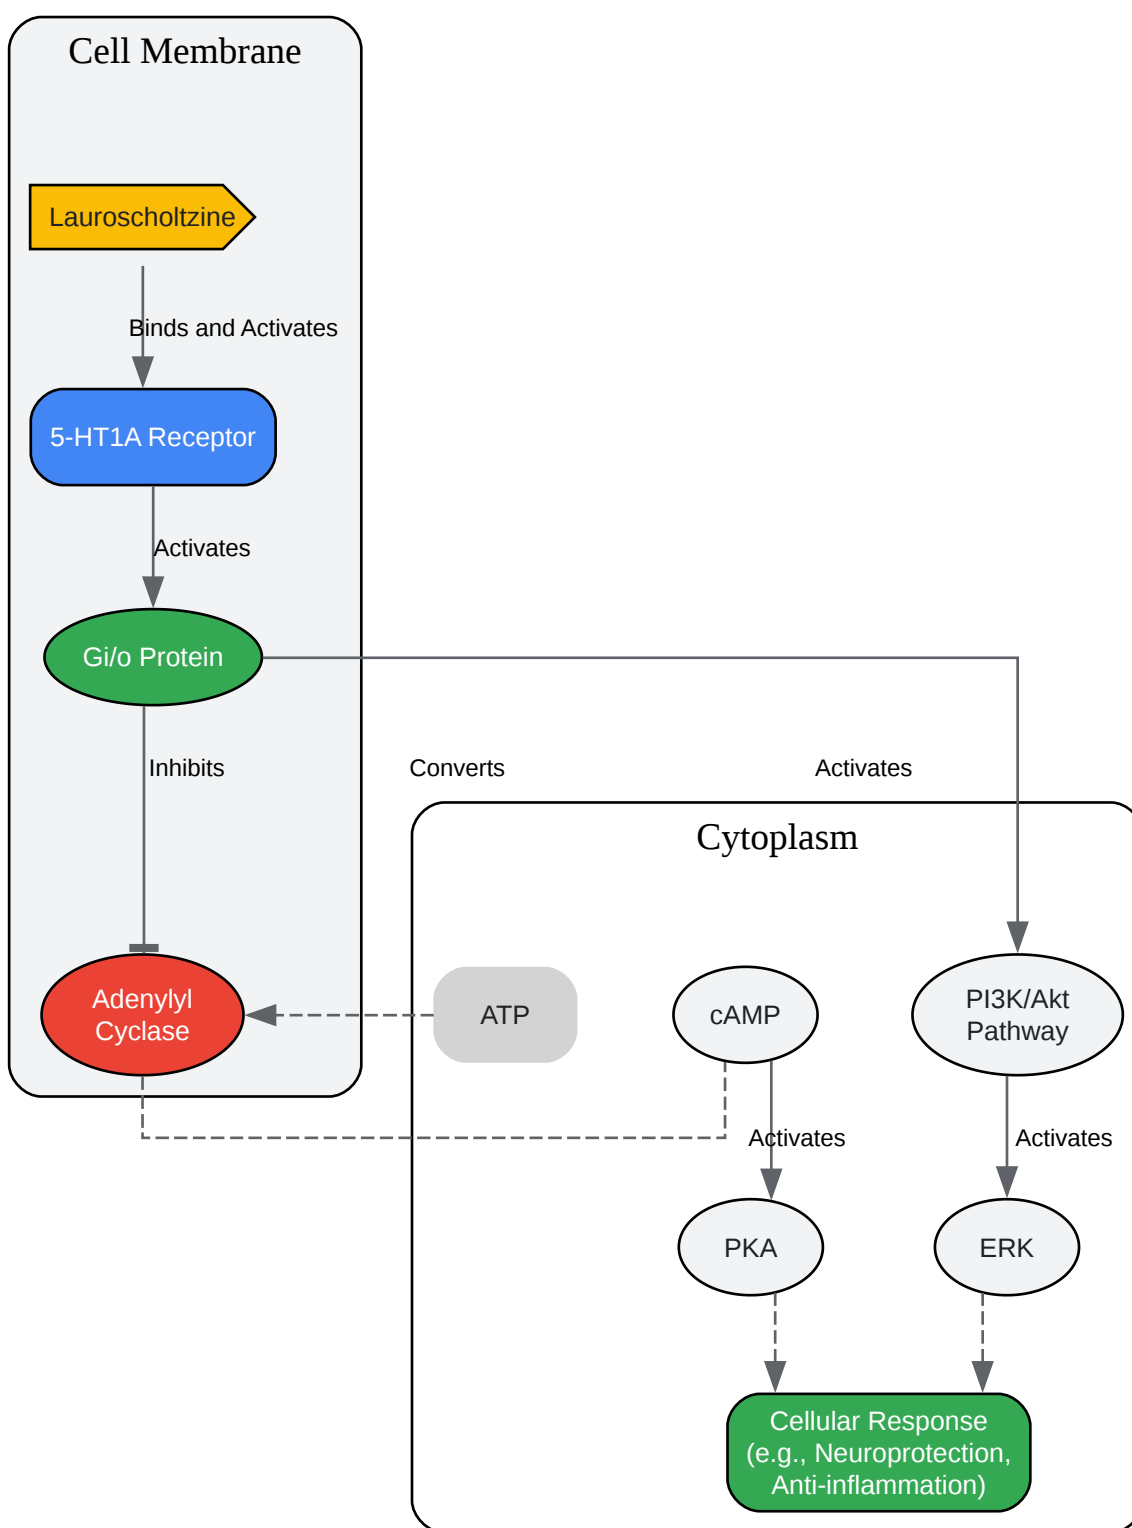 Cell Membrane
Lauroscholtzine
Binds and Activates
5-HT1A Receptor
Activates
Gi/o Protein
Inhibits
Converts
Activates
Cytoplasm
Adenylyl
Cyclase
ATP
cAMP
PI3K/Akt
Pathway
Activates
Activates
PKA
ERK
Cellular Response
(e.g., Neuroprotection,
Anti-inflammation)